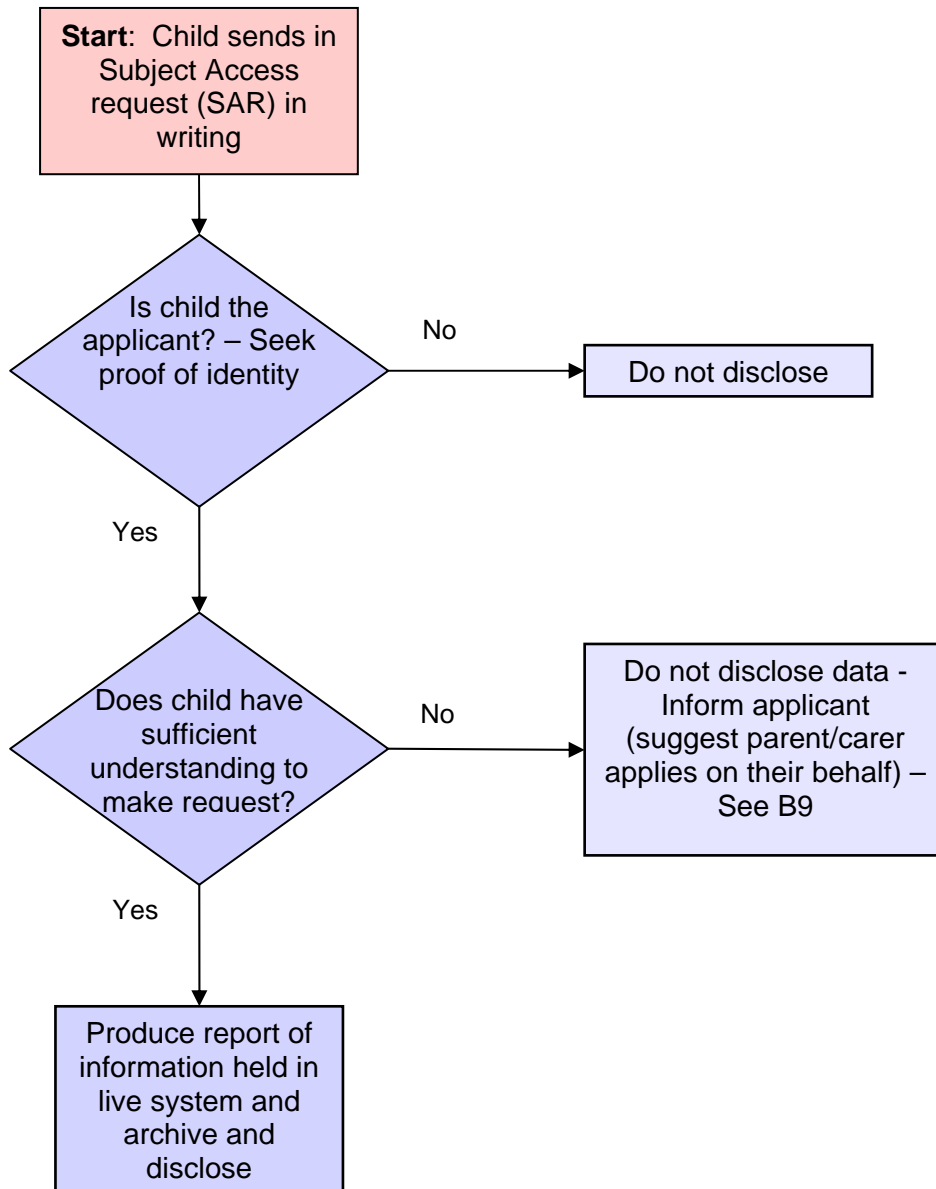 Start: Child sends in
Subject Access
request (SAR) in
writing
Is child the
applicant? – Seek
proof of identity
No
Do not disclose
Yes
Does child have
sufficient
understanding to
make request?
No
Do not disclose data -
Inform applicant
(suggest parent/carer
applies on their behalf) –
See B9
Yes
Produce report of
information held in
live system and
archive and
disclose